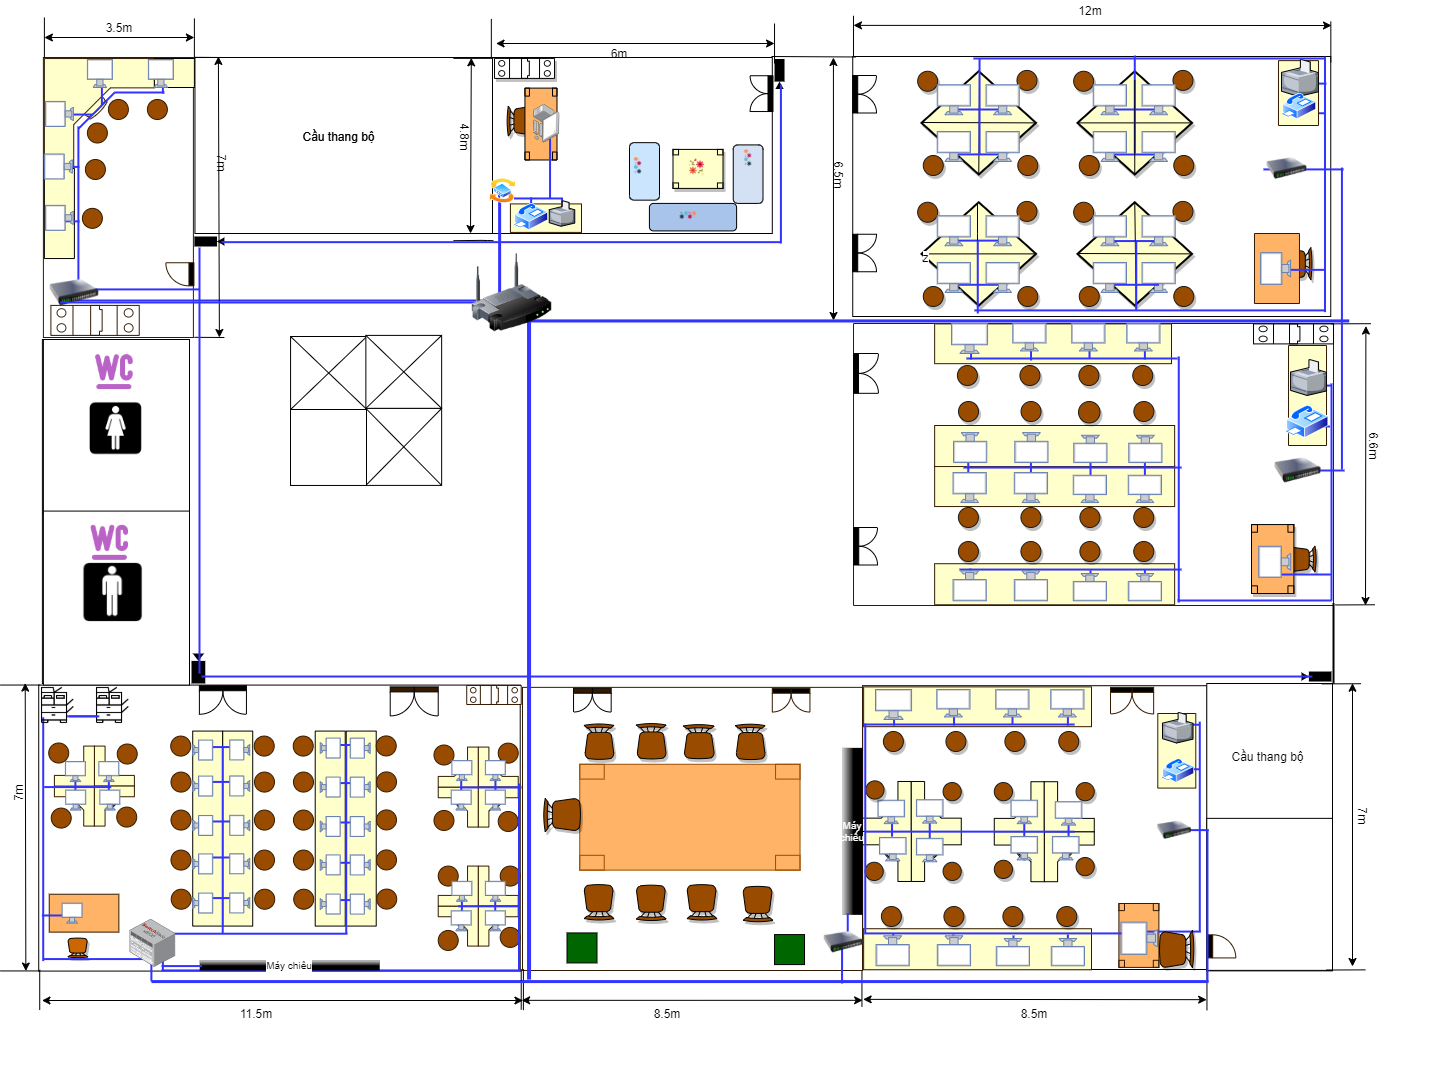 12m
3.5m
6m
Cầu thang bộ
4.8m
7m
6.5m
Z
WC
6.6m
WC
Cầu thang bộ
7m
7m
Máy
chiếu
Máy chiếu
11.5m
8.5m
8.5m